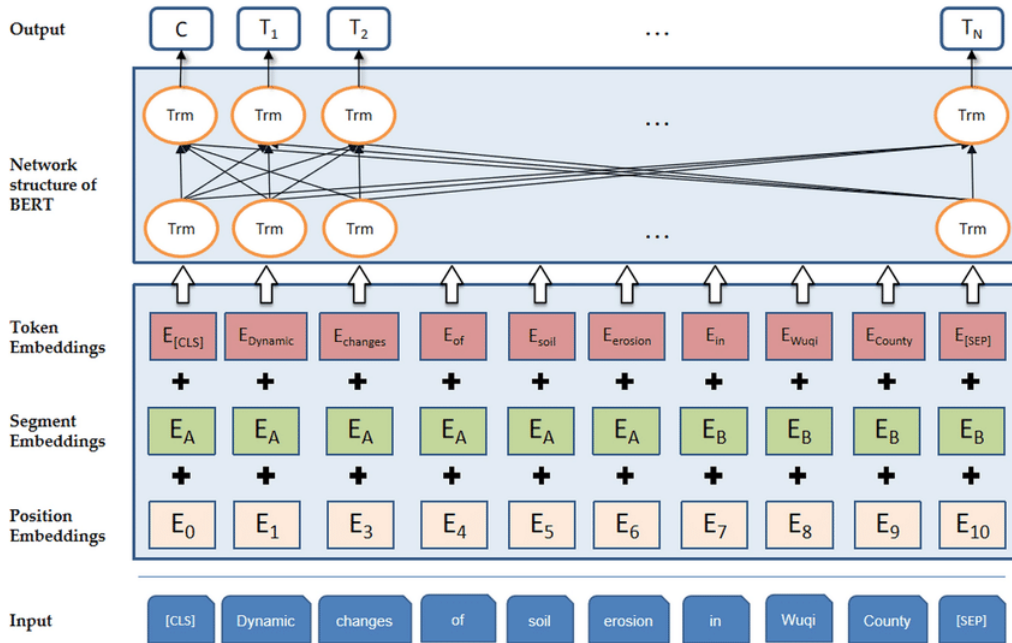 Output
C T1 T2 … TN
Trm Trm Trm … Trm
Network
structure of
BERT
Trm Trm Trm … Trm
Token
Embeddings
E[CLS] EDynamic Echanges Eof Esoil Eerosion Ein EWuqi ECounty E[SEP]
+ + + + + + + + + +
Segment
Embeddings
EA EA EA EA EA EA EB EB EB EB
+ + + + + + + + + +
Position
Embeddings
E0 E1 E3 E4 E5 E6 E7 E8 E9 E10
Input
[CLS] Dynamic changes of soil erosion in Wuqi County [SEP]